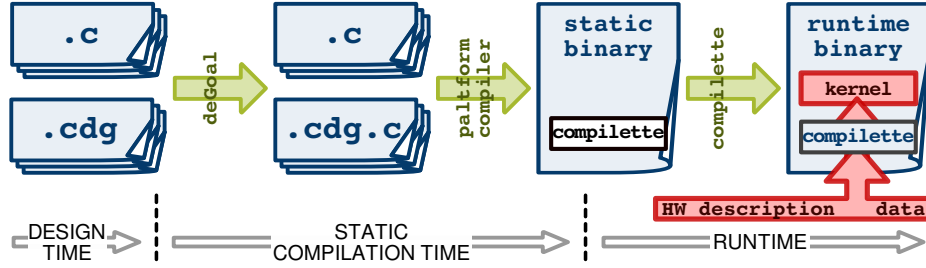 .c
.cdg
deGoal
.c
.cdg.c
paltform
compiler
static
binary
compilette
compilette
runtime
binary
kernel
compilette
HW description data
DESIGN
TIME
STATIC
COMPILATION TIME
RUNTIME